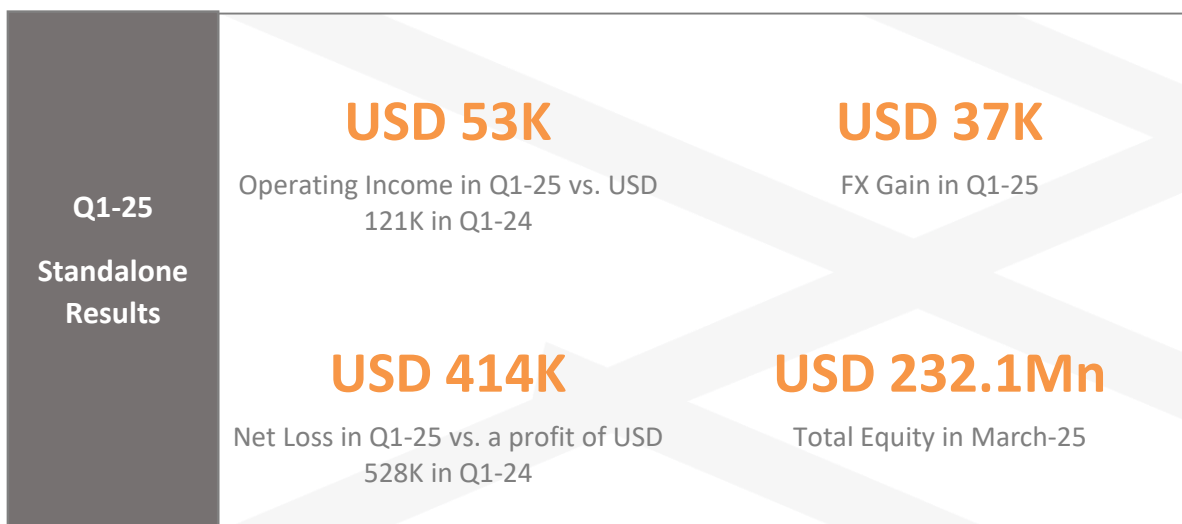 Q1-25
Standalone
Results
USD 53K
Operating Income in Q1-25 vs. USD
121K in Q1-24
USD 37K
FX Gain in Q1-25
USD 414K
Net Loss in Q1-25 vs. a profit of USD
528K in Q1-24
USD 232.1Mn
Total Equity in March-25